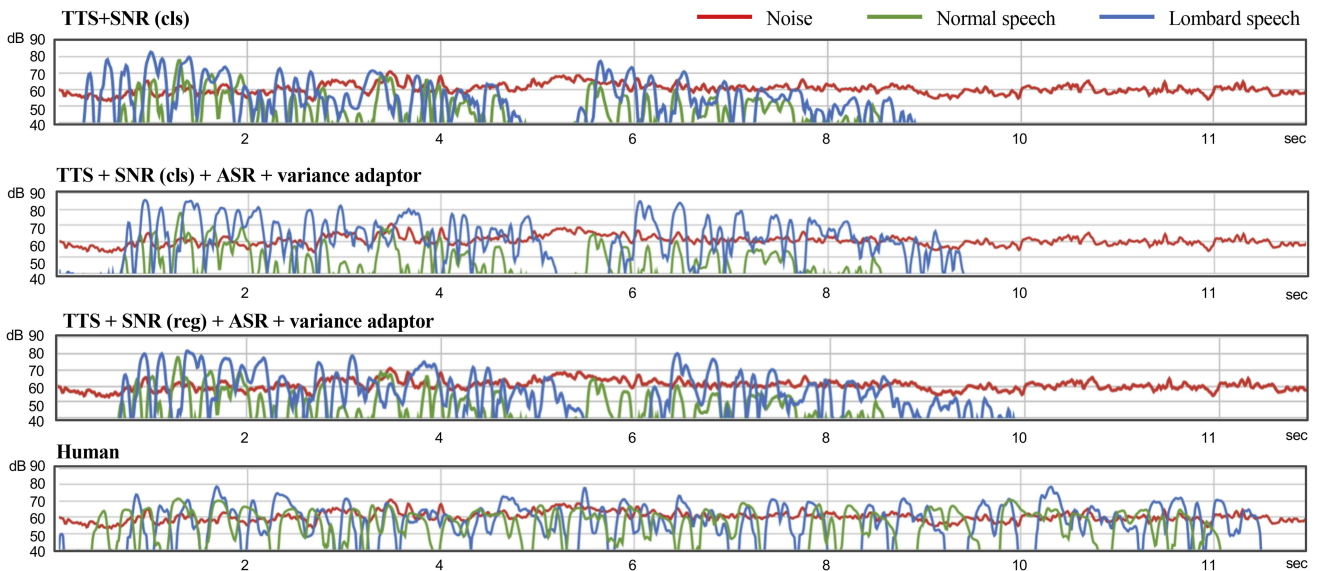 TTS+SNR (cls)
Noise Normal speech Lombard speech
dB 90
80
70
60
50
40
2 4 6 8 10 11 sec
TTS + SNR (cls) + ASR + variance adaptor
dB 90
80
70
60
50
40
2 4 6 8 10 11 sec
TTS + SNR (reg) + ASR + variance adaptor
dB 90
80
70
60
50
40
2 4 6 8 10 11 sec
Human
dB 90
80
70
60
50
40
2 4 6 8 10 11 sec